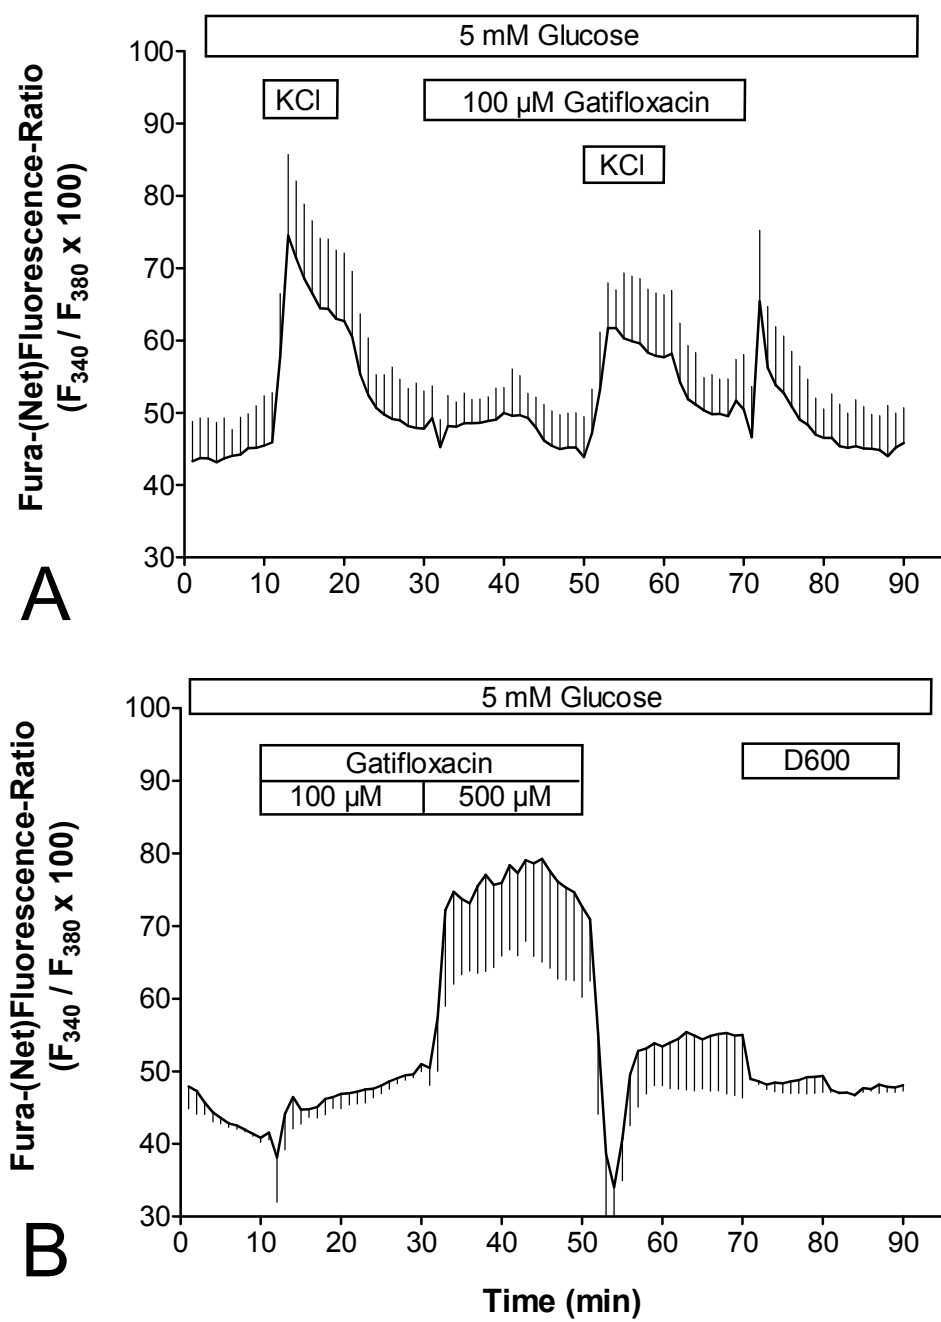 5 mM Glucose
KCl
100 µM Gatifloxacin
KCl
Fura-(Net)Fluorescence-Ratio
(F340 / F380 x 100)
100
90
80
70
60
50
40
30
0 10 20 30 40 50 60 70 80 90
A
5 mM Glucose
Gatifloxacin
100 µM 500 µM
D600
Fura-(Net)Fluorescence-Ratio
(F340 / F380 x 100)
100
90
80
70
60
50
40
30
0 10 20 30 40 50 60 70 80 90
B
Time (min)